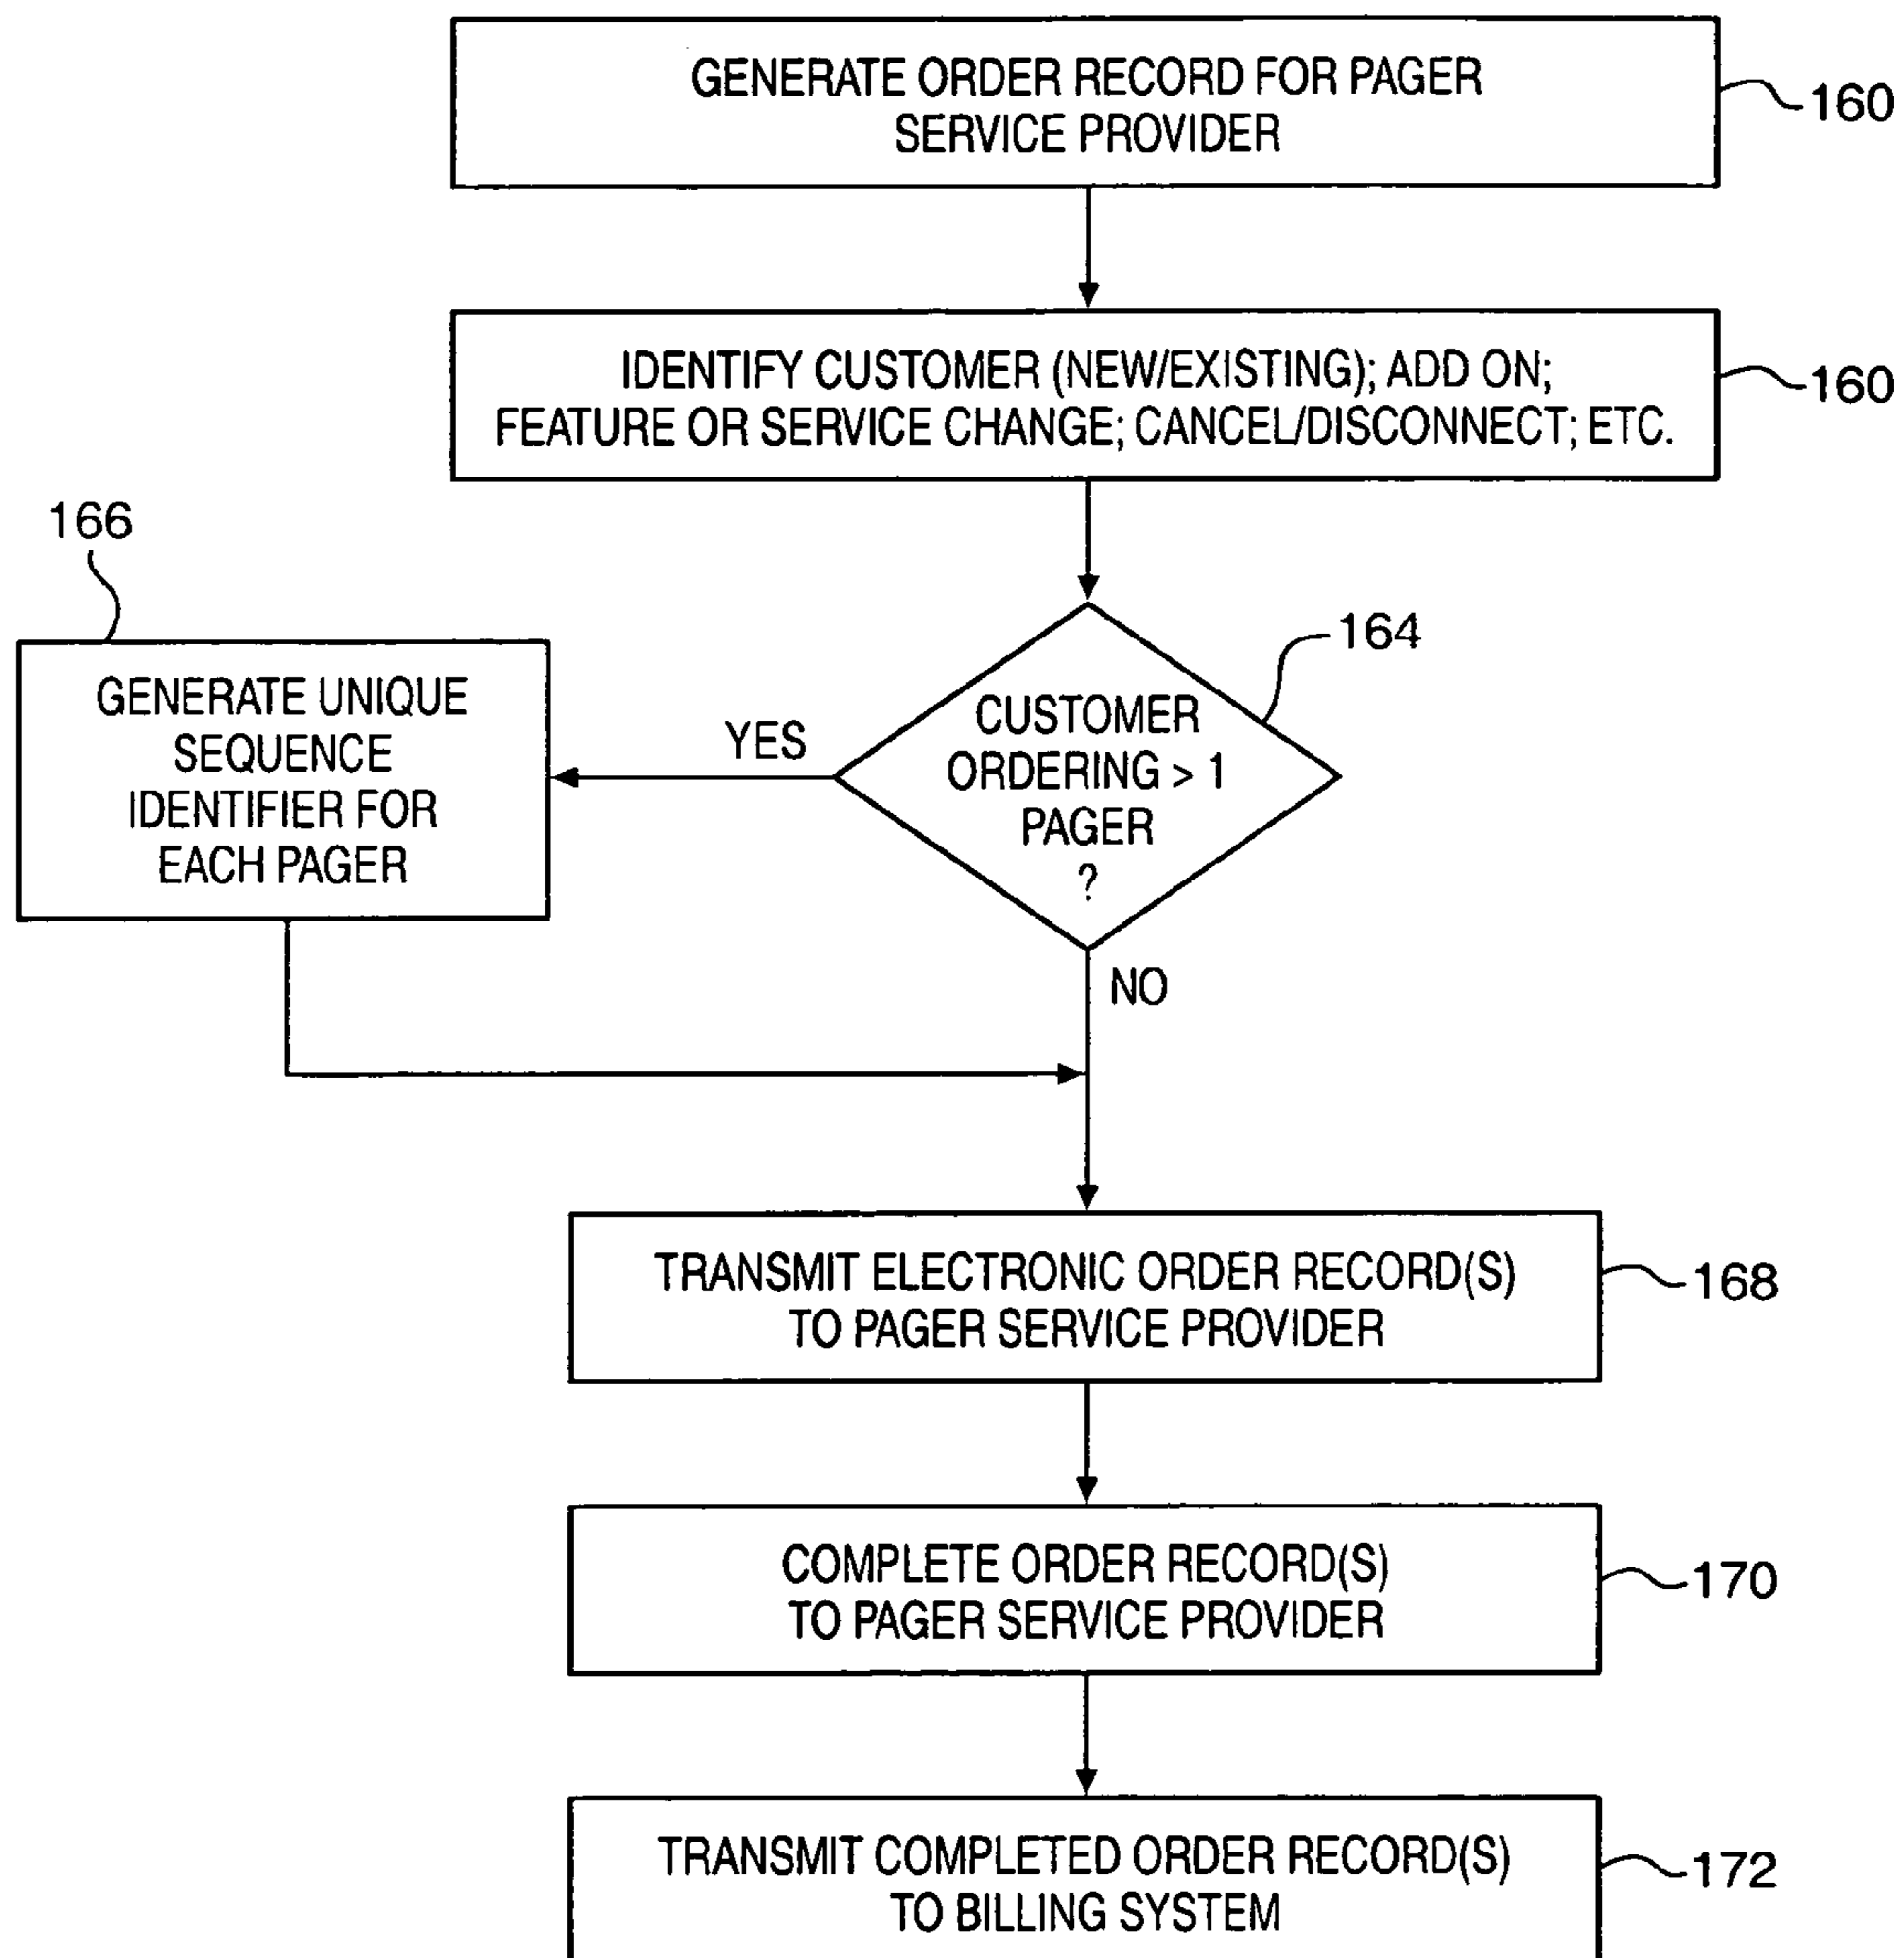 GENERATE ORDER RECORD FOR PAGER
SERVICE PROVIDER
160
IDENTIFY CUSTOMER (NEW/EXISTING); ADD ON;
FEATURE OR SERVICE CHANGE; CANCEL/DISCONNECT; ETC.
160
166
164
GENERATE UNIQUE
SEQUENCE
IDENTIFIER FOR
EACH PAGER
YES
CUSTOMER
ORDERING > 1
PAGER
?
NO
TRANSMIT ELECTRONIC ORDER RECORD(S)
TO PAGER SERVICE PROVIDER
168
COMPLETE ORDER RECORD(S)
TO PAGER SERVICE PROVIDER
170
TRANSMIT COMPLETED ORDER RECORD(S)
TO BILLING SYSTEM
172